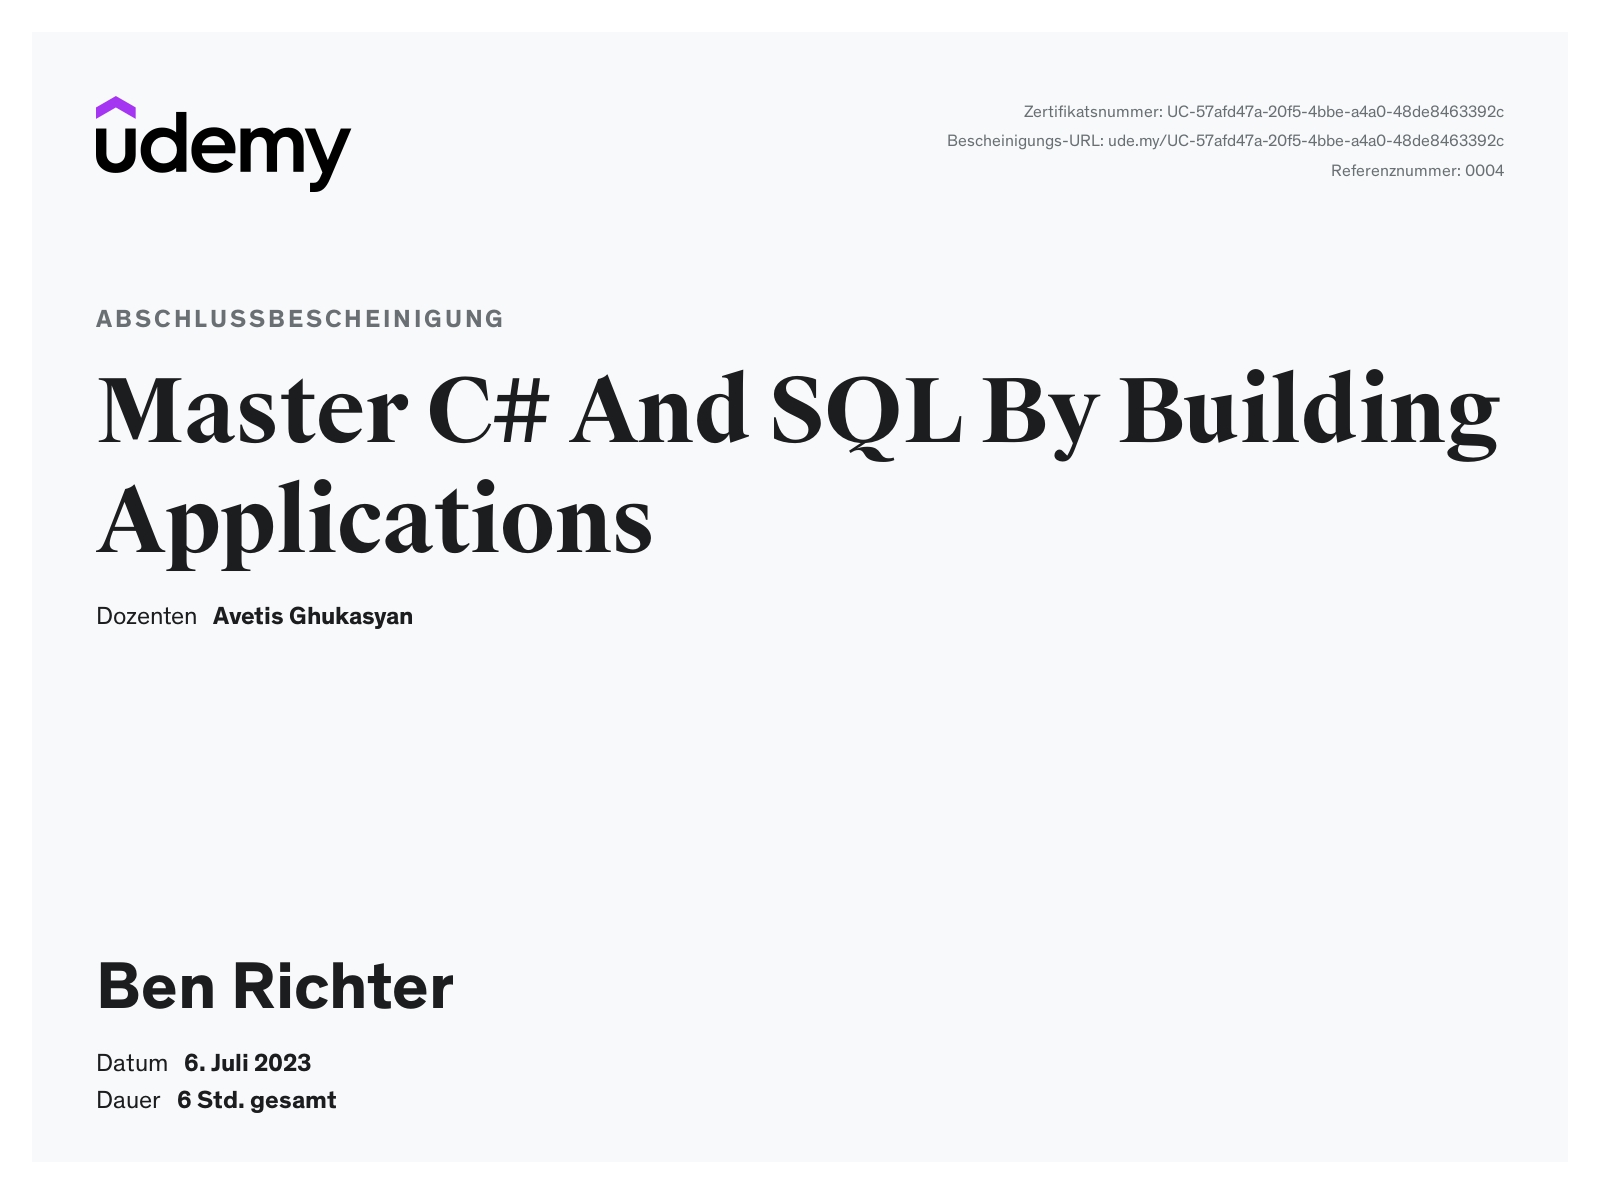 udemy
Zertifikatsnummer: UC-57afd47a-20f5-4bbe-a4a0-48de8463392c
Bescheinigungs-URL: ude.my/UC-57afd47a-20f5-4bbe-a4a0-48de8463392c
Referenznummer: 0004
ABSCHLUSSBESCHEINIGUNG
Master C# And SQL By Building
Applications
Dozenten Avetis Ghukasyan
Ben Richter
Datum 6. Juli 2023
Dauer 6 Std. gesamt